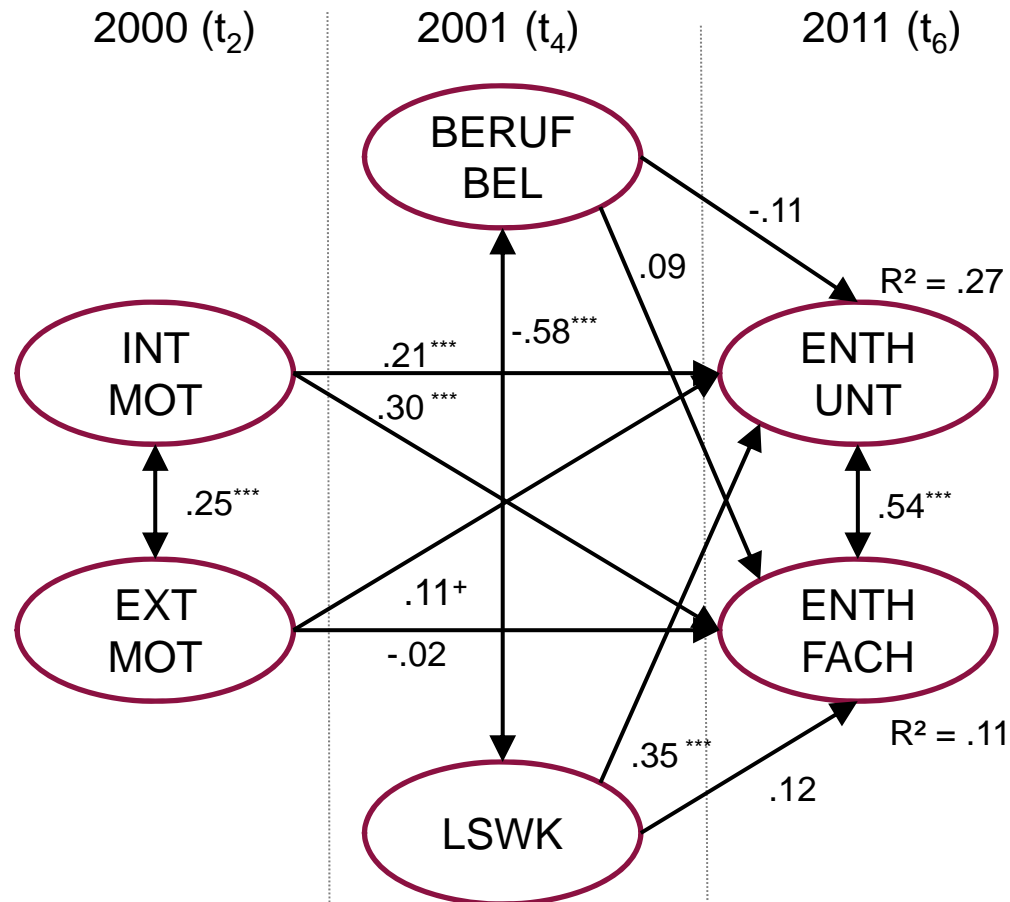 2000 (t₂)
2001 (t₄)
2011 (t₆)
BERUF
BEL
-.11
.09
R² = .27
INT
MOT
.21***
-.58***
ENTH
UNT
.30 ***
.25***
.54***
EXT
MOT
.11+
-.02
ENTH
FACH
R² = .11
.35 ***
.12
LSWK